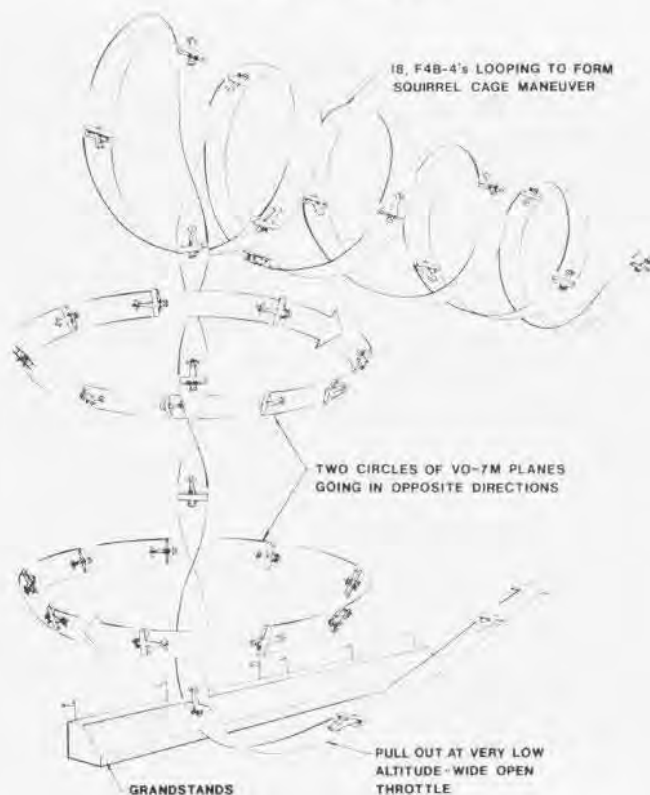 18, F4B-4's LOOPING TO FORM
SQUIRREL CAGE MANEUVER
TWO CIRCLES OF VO-7M PLANES
GOING IN OPPOSITE DIRECTIONS
PULL OUT AT VERY LOW
ALTITUDE-WIDE OPEN
THROTTLE
GRANDSTANDS